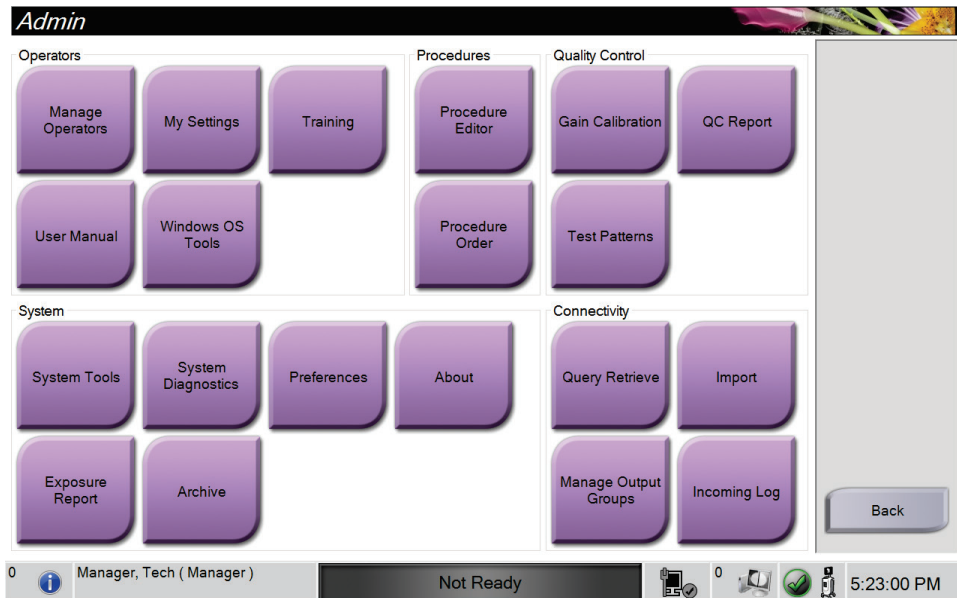 Admin
Operators
Manage
Operators
My Settings
Training
User Manual
Windows OS
Tools
Procedures
Procedure
Editor
Procedure
Order
Quality Control
Gain Calibration
QC Report
Test Patterns
System
System Tools
System
Diagnostics
Preferences
About
Exposure
Report
Archive
Connectivity
Query Retrieve
Import
Manage Output
Groups
Incoming Log
Back
0
Manager, Tech ( Manager )
Not Ready
0
5:23:00 PM